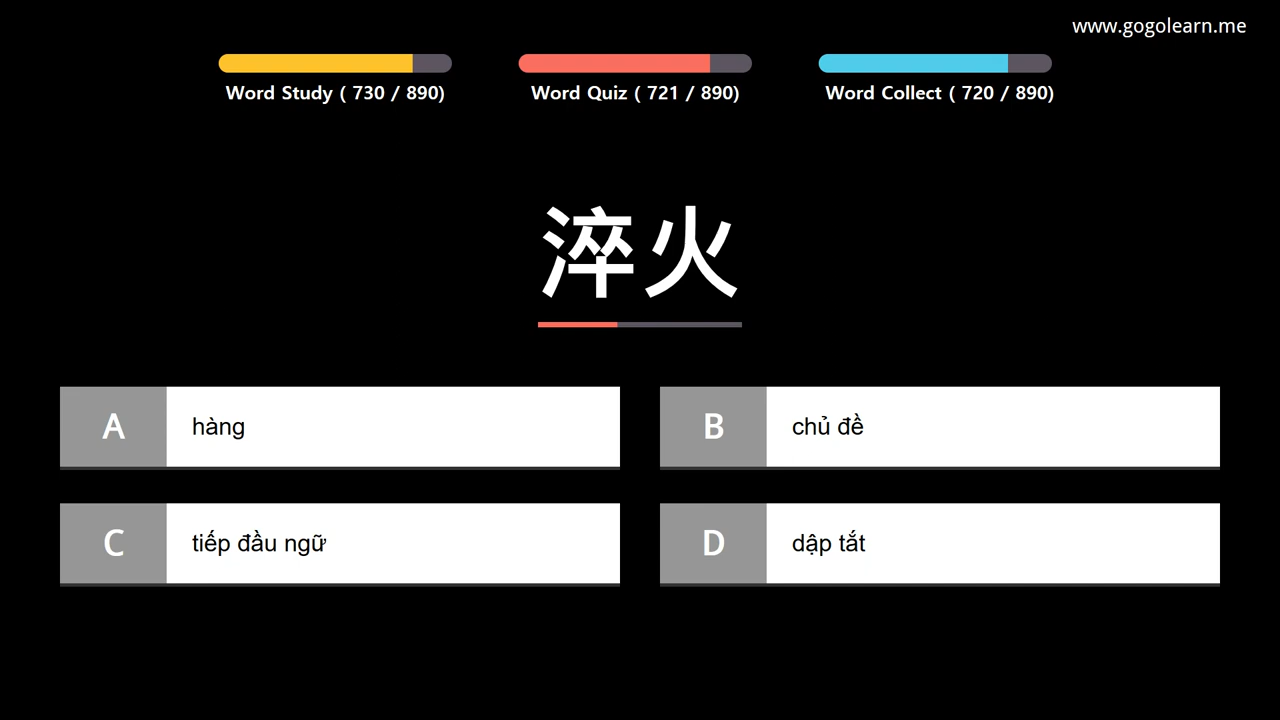 www.gogolearn.me
Word Study ( 730 / 890)
Word Quiz ( 721 / 890)
Word Collect ( 720 / 890)
淬火
A
hàng
B
chủ đề
C
tiếp đầu ngữ
D
dập tắt